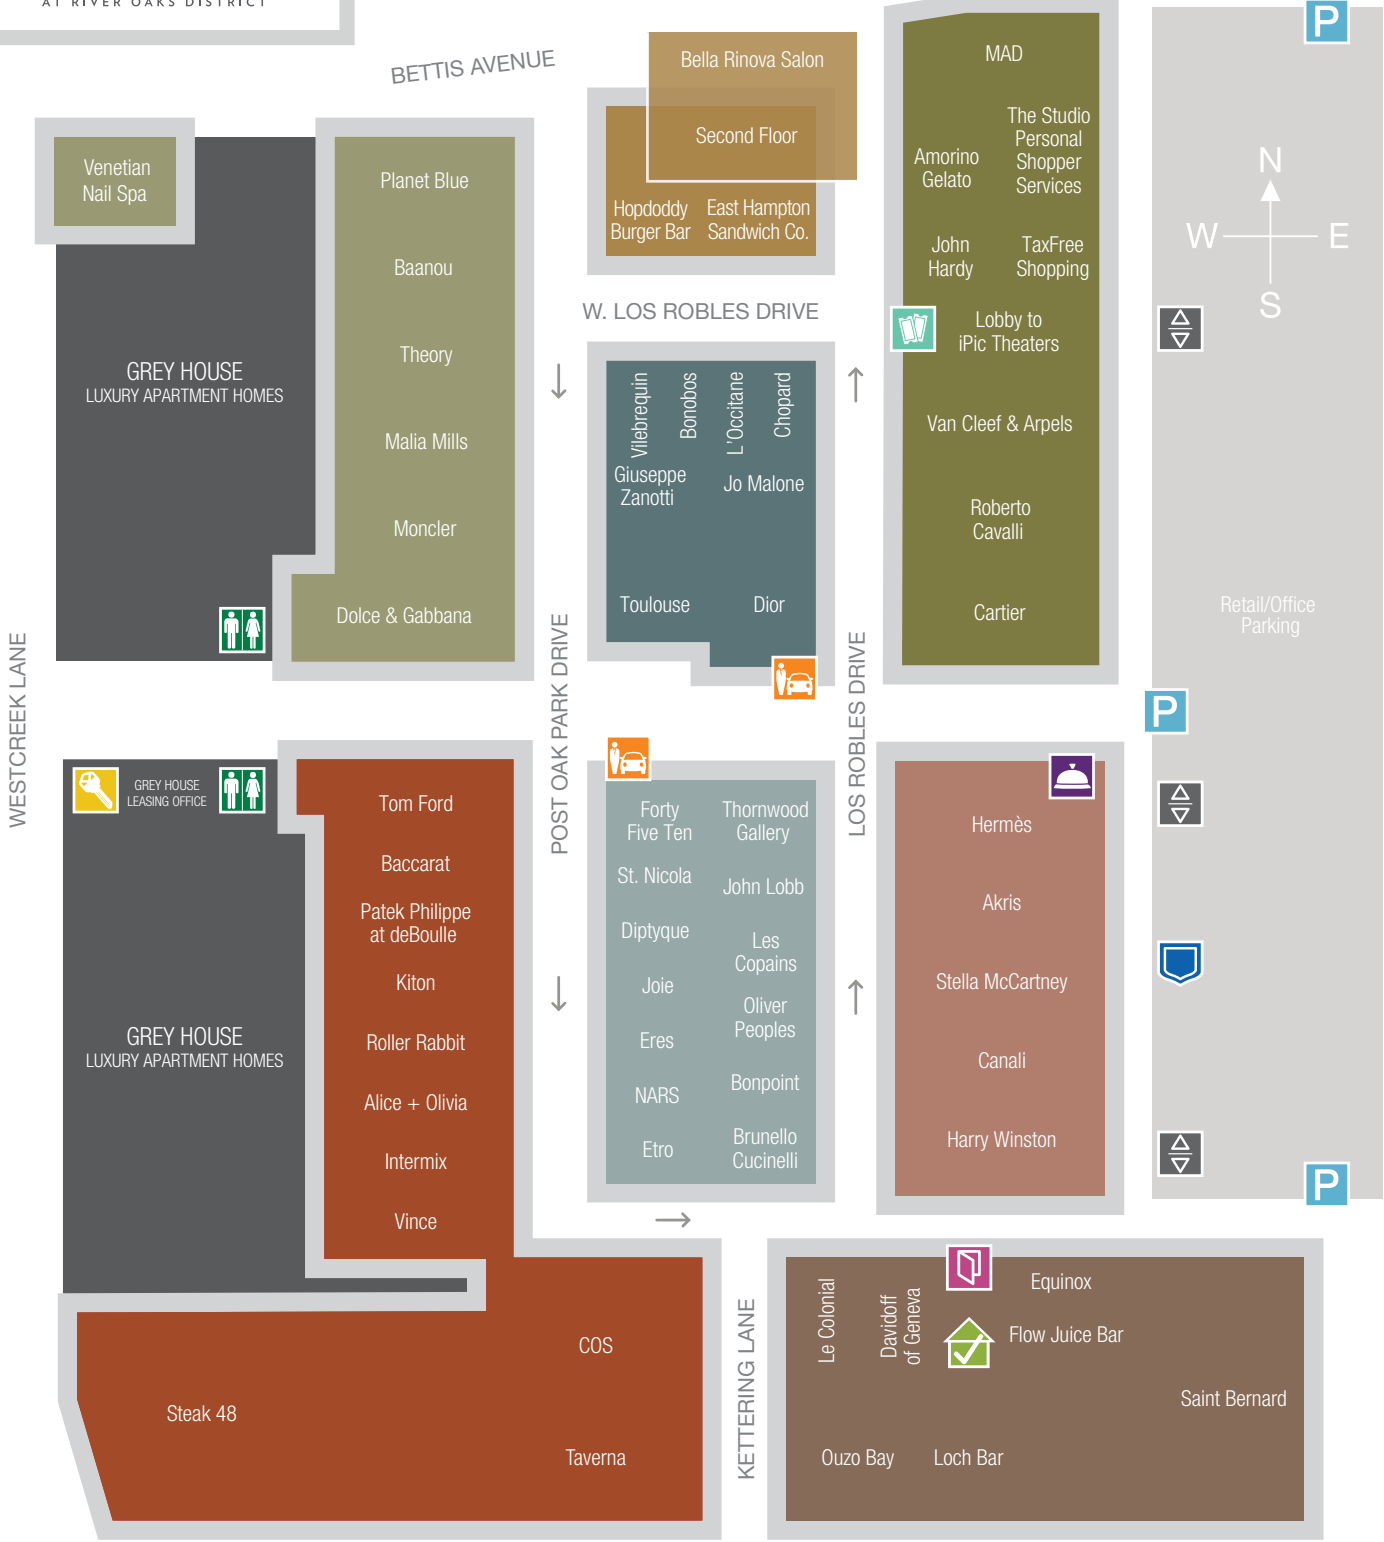 AT RIVER OAKS DISTRICT
BETTIS AVENUE
Bella Rinova Salon
Second Floor
Hopdoddy
Burger Bar
East Hampton
Sandwich Co.
MAD
The Studio
Personal
Shopper
Services
Amorino
Gelato
John
Hardy
TaxFree
Shopping
Lobby to
iPic Theaters
Van Cleef & Arpels
Roberto
Cavalli
Cartier
P
N
W
E
S
Retail/Office
Parking
P
P
Venetian
Nail Spa
GREY HOUSE
LUXURY APARTMENT HOMES
Planet Blue
Baanou
Theory
Malia Mills
Moncler
Dolce & Gabbana
W. LOS ROBLES DRIVE
Vilebrequin
Bonobos
L'Occitane
Chopard
Giuseppe
Zanotti
Jo Malone
Toulouse
Dior
WESTCREEK LANE
POST OAK PARK DRIVE
LOS ROBLES DRIVE
GREY HOUSE
LEASING OFFICE
GREY HOUSE
LUXURY APARTMENT HOMES
Tom Ford
Baccarat
Patek Philippe
at deBoulle
Kiton
Roller Rabbit
Alice + Olivia
Intermix
Vince
COS
Steak 48
Taverna
Forty
Five Ten
St. Nicola
Diptyque
Joie
Eres
NARS
Etro
Thornwood
Gallery
John Lobb
Les
Copains
Oliver
Peoples
Bonpoint
Brunello
Cucinelli
Hermès
Akris
Stella McCartney
Canali
Harry Winston
KETTERING LANE
Le Colonial
Davidoff
of Geneva
Equinox
Flow Juice Bar
Saint Bernard
Ouzo Bay
Loch Bar